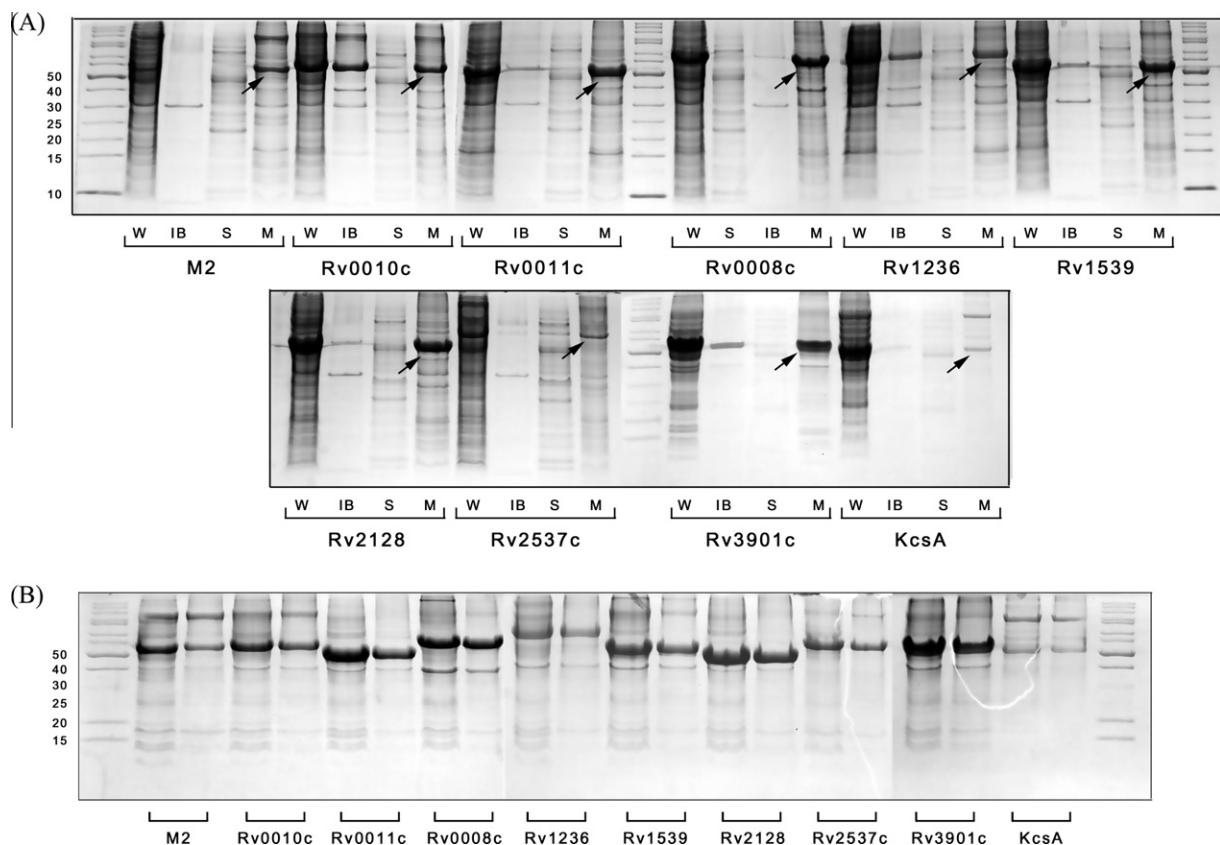 (A)
50
40
30
25
20
15
10
W IB S M W IB S M W IB S M W S IB M W IB S M W IB S M
M2 Rv0010c Rv0011c Rv0008c Rv1236 Rv1539
W IB S M W IB S M W IB S M W IB S M
Rv2128 Rv2537c Rv3901c KcsA
(B)
50
40
30
25
20
15
M2 Rv0010c Rv0011c Rv0008c Rv1236 Rv1539 Rv2128 Rv2537c Rv3901c KcsA